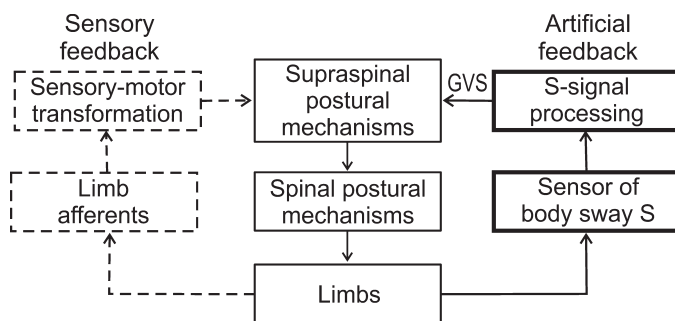 Sensory
feedback
Sensory-motor
transformation
Limb
afferents
Supraspinal
postural
mechanisms
Spinal postural
mechanisms
Limbs
GVS
Artificial
feedback
S-signal
processing
Sensor of
body sway S